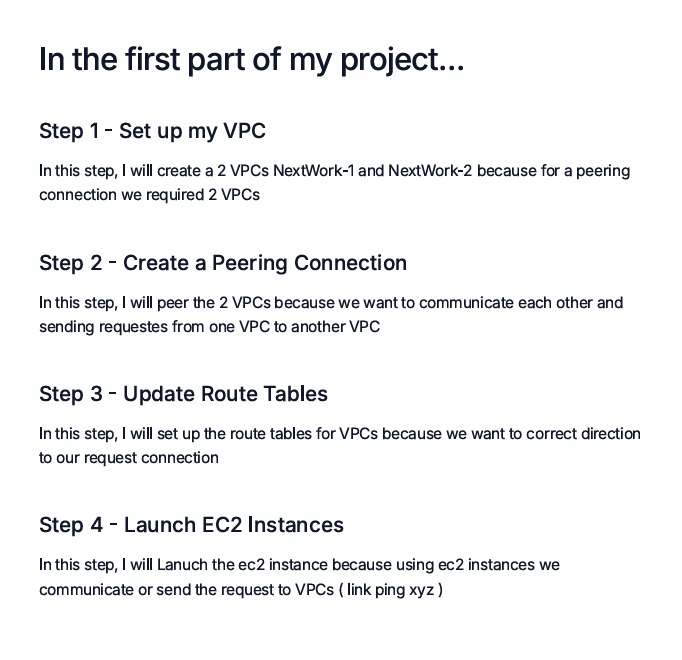 In the first part of my project...
Step 1 - Set up my VPC
In this step, I will create a 2 VPCs NextWork-1 and NextWork-2 because for a peering
connection we required 2 VPCs
Step 2 - Create a Peering Connection
In this step, I will peer the 2 VPCs because we want to communicate each other and
sending requestes from one VPC to another VPC
Step 3 - Update Route Tables
In this step, I will set up the route tables for VPCs because we want to correct direction
to our request connection
Step 4 - Launch EC2 Instances
In this step, I will Lanuch the ec2 instance because using ec2 instances we
communicate or send the request to VPCs ( link ping xyz )